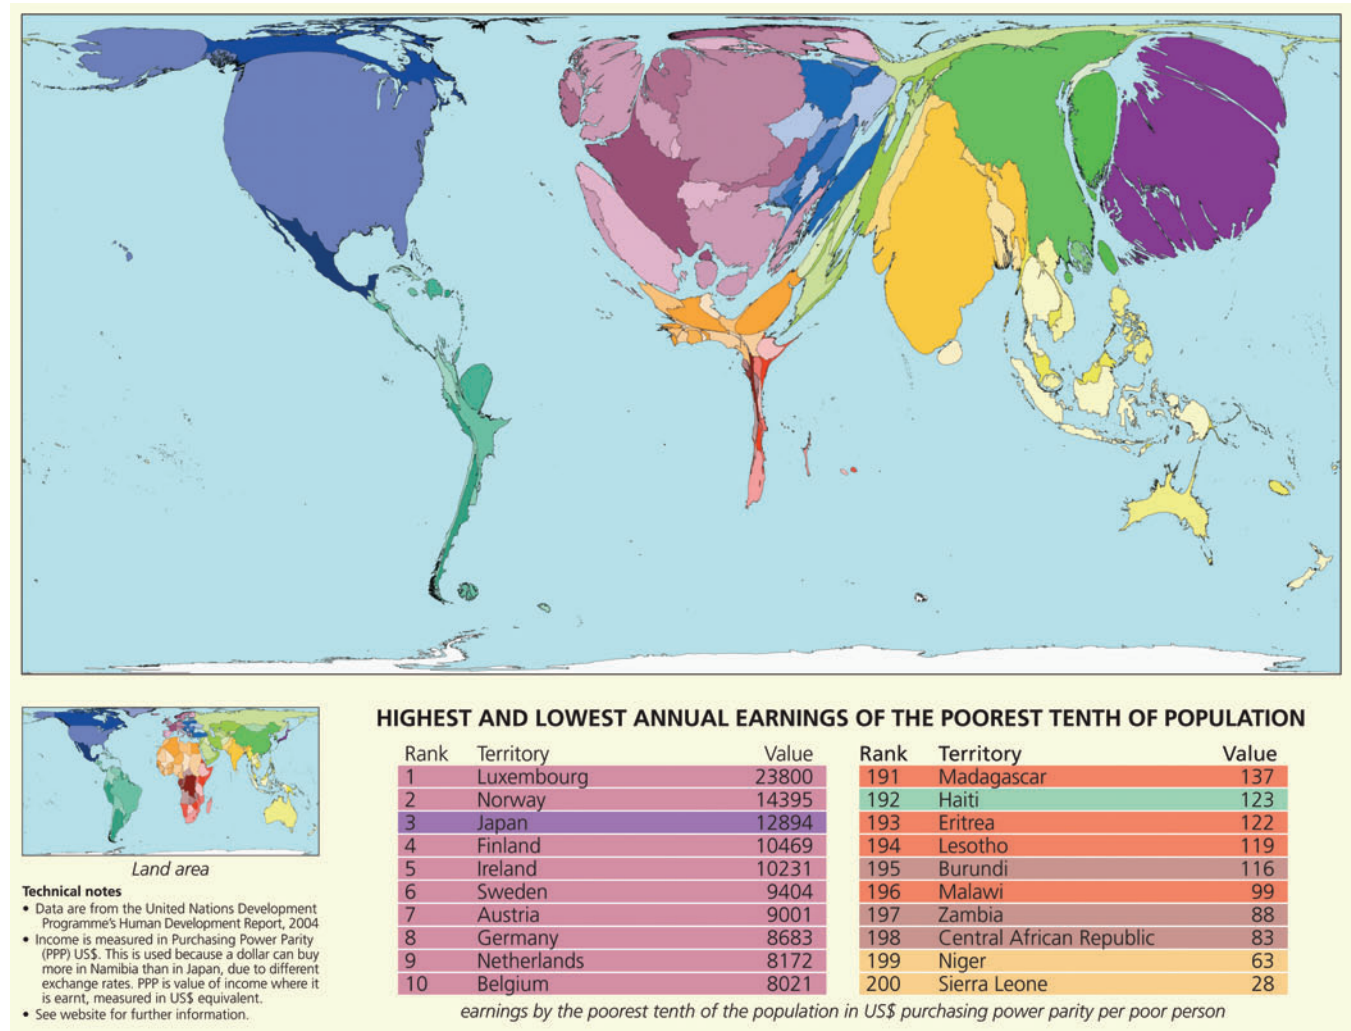 HIGHEST AND LOWEST ANNUAL EARNINGS OF THE POOREST TENTH OF POPULATION
Rank Territory Value
1 Luxembourg 23800
2 Norway 14395
3 Japan 12894
4 Finland 10469
5 Ireland 10231
6 Sweden 9404
7 Austria 9001
8 Germany 8683
9 Netherlands 8172
10 Belgium 8021
Rank Territory Value
191 Madagascar 137
192 Haiti 123
193 Eritrea 122
194 Lesotho 119
195 Burundi 116
196 Malawi 99
197 Zambia 88
198 Central African Republic 83
199 Niger 63
200 Sierra Leone 28
earnings by the poorest tenth of the population in US$ purchasing power parity per poor person
Land area
Technical notes
• Data are from the United Nations Development
Programme's Human Development Report, 2004
• Income is measured in Purchasing Power Parity
(PPP) US$. This is used because a dollar can buy
more in Namibia than in Japan, due to different
exchange rates. PPP is value of income where it
is earnt, measured in US$ equivalent.
• See website for further information.